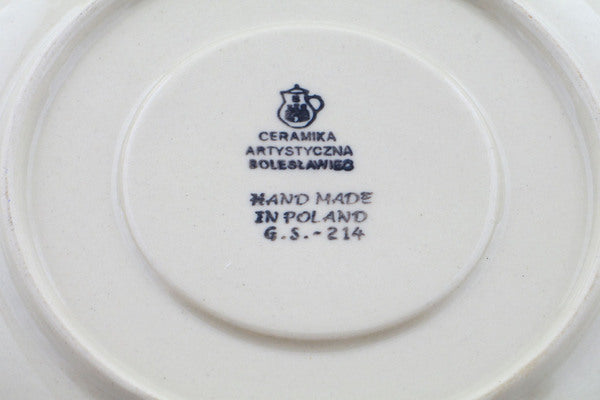 CERAMIKA
ARTYSTYCZNA
BOLESŁAWIEC
HAND MADE
IN POLAND
G.S.-214